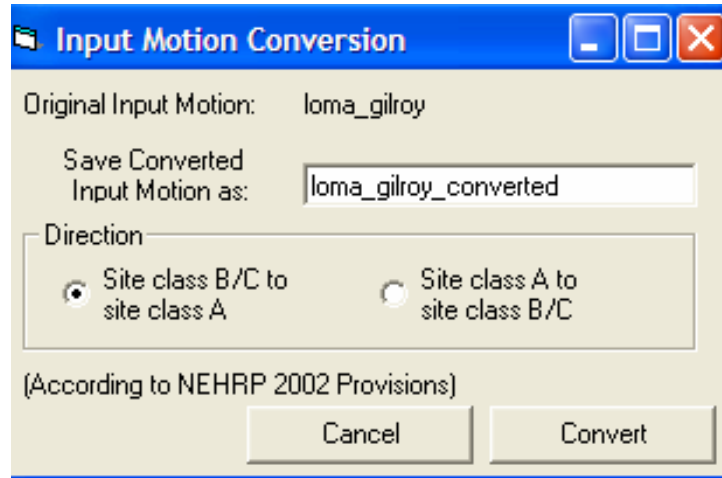 Input Motion Conversion
Original Input Motion: loma_gilroy
Save Converted
Input Motion as: loma_gilroy_converted
Direction
Site class B/C to
site class A
Site class A to
site class B/C
(According to NEHRP 2002 Provisions)
Cancel Convert